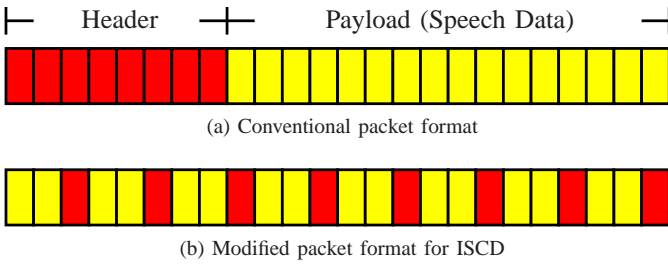 Header
Payload (Speech Data)
(a) Conventional packet format
(b) Modified packet format for ISCD